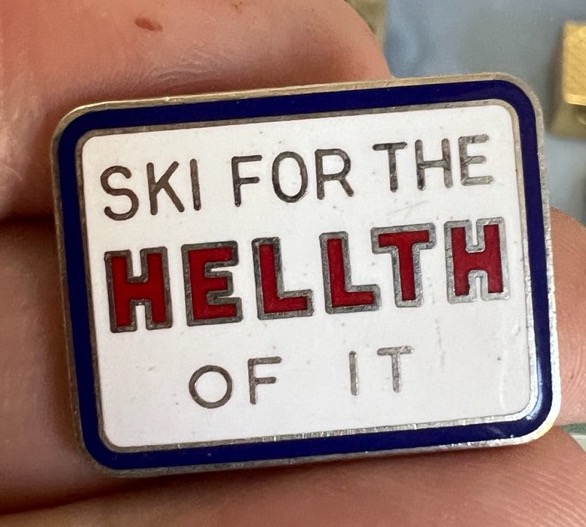 SKI FOR THE
HELLTH
OF IT